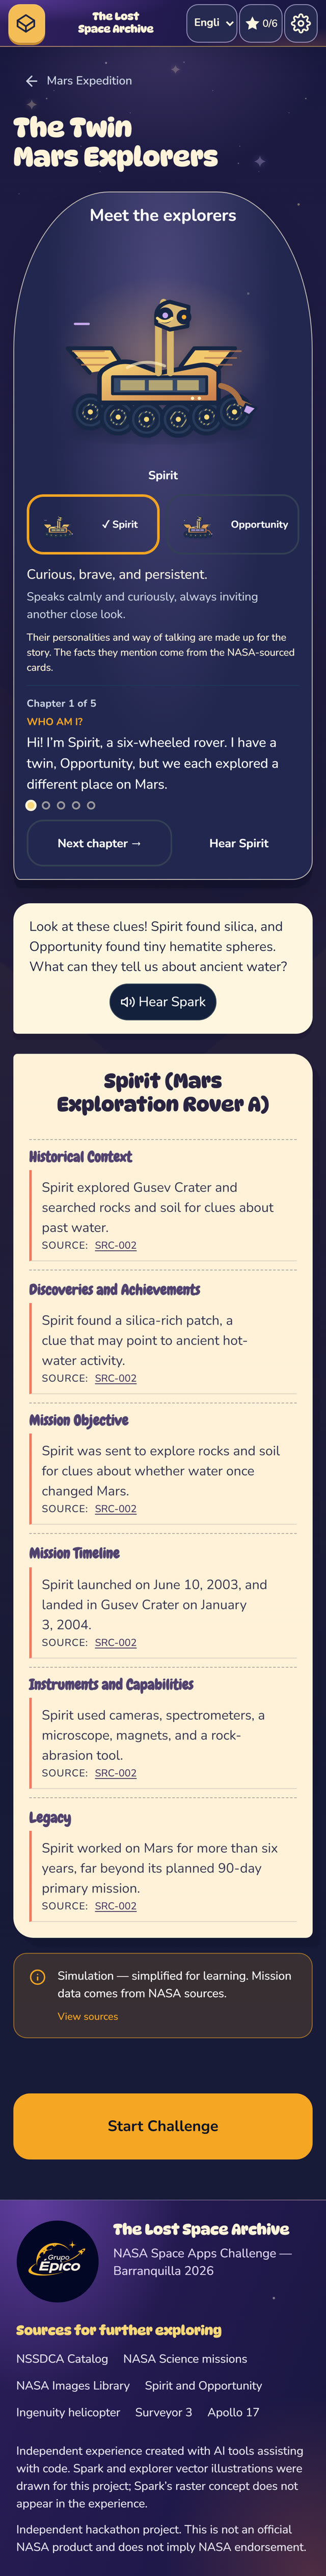 The Lost
Space Archive
Engli
0/6
Mars Expedition
The Twin
Mars Explorers
Meet the explorers
Spirit
✓ Spirit
Opportunity
Curious, brave, and persistent.
Speaks calmly and curiously, always inviting
another close look.
Their personalities and way of talking are made up for the
story. The facts they mention come from the NASA-sourced
cards.
Chapter 1 of 5
WHO AM I?
Hi! I'm Spirit, a six-wheeled rover. I have a
twin, Opportunity, but we each explored a
different place on Mars.
Next chapter →
Hear Spirit
Look at these clues! Spirit found silica, and
Opportunity found tiny hematite spheres.
What can they tell us about ancient water?
Hear Spark
Spirit (Mars
Exploration Rover A)
Historical Context
Spirit explored Gusev Crater and
searched rocks and soil for clues about
past water.
SOURCE: SRC-002
Discoveries and Achievements
Spirit found a silica-rich patch, a
clue that may point to ancient hot-
water activity.
SOURCE: SRC-002
Mission Objective
Spirit was sent to explore rocks and soil
for clues about whether water once
changed Mars.
SOURCE: SRC-002
Mission Timeline
Spirit launched on June 10, 2003, and
landed in Gusev Crater on January
3, 2004.
SOURCE: SRC-002
Instruments and Capabilities
Spirit used cameras, spectrometers, a
microscope, magnets, and a rock-
abrasion tool.
SOURCE: SRC-002
Legacy
Spirit worked on Mars for more than six
years, far beyond its planned 90-day
primary mission.
SOURCE: SRC-002
Simulation — simplified for learning. Mission
data comes from NASA sources.
View sources
Start Challenge
Grupo
Épico
The Lost Space Archive
NASA Space Apps Challenge —
Barranquilla 2026
Sources for further exploring
NSSDCA Catalog NASA Science missions
NASA Images Library Spirit and Opportunity
Ingenuity helicopter Surveyor 3 Apollo 17
Independent experience created with AI tools assisting
with code. Spark and explorer vector illustrations were
drawn for this project; Spark's raster concept does not
appear in the experience.
Independent hackathon project. This is not an official
NASA product and does not imply NASA endorsement.